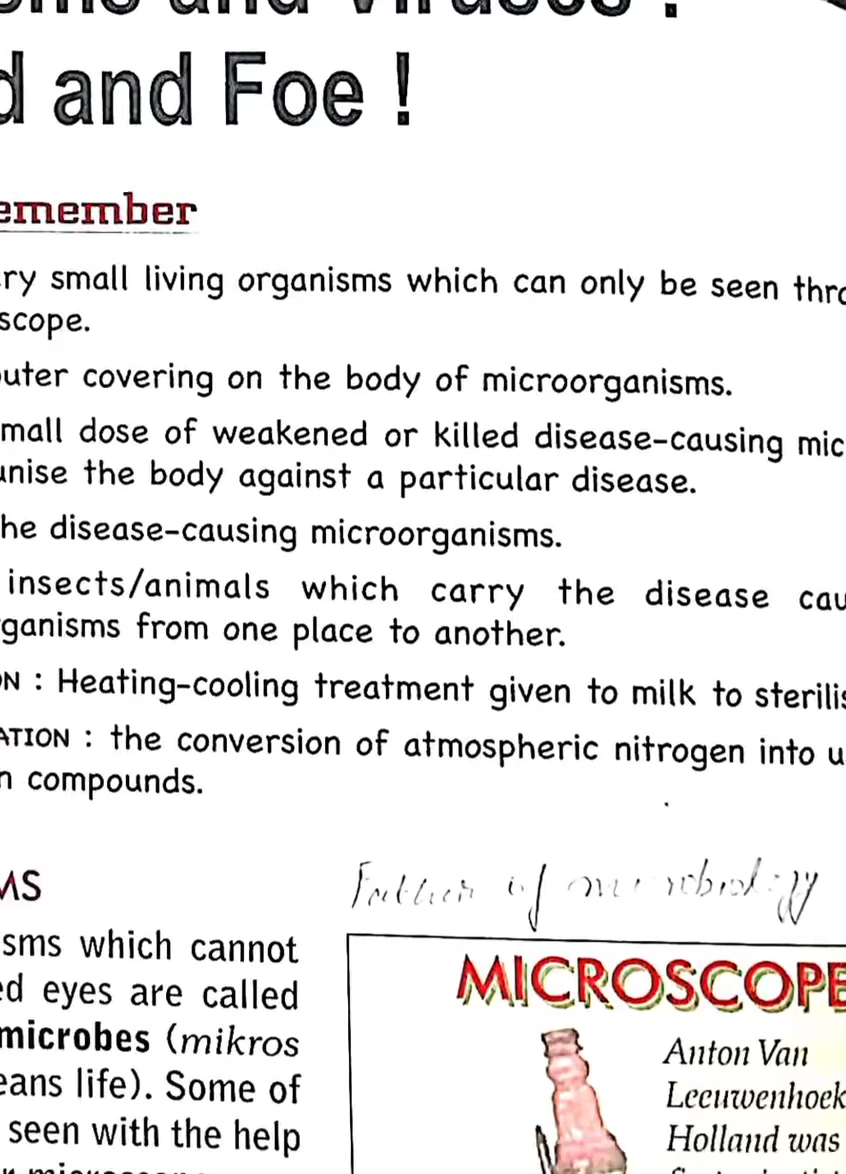 d and Foe !
emember
ry small living organisms which can only be seen thro
scope.
uter covering on the body of microorganisms.
mall dose of weakened or killed disease-causing mic
unise the body against a particular disease.
he disease-causing microorganisms.
insects/animals which carry the disease cau
ganisms from one place to another.
ON : Heating-cooling treatment given to milk to sterilis
ATION : the conversion of atmospheric nitrogen into u
n compounds.
Father of microbiology
MS
sms which cannot
ed eyes are called
microbes (mikros
eans life). Some of
seen with the help
MICROSCOPE
Anton Van
Leeuwenhoek
Holland was